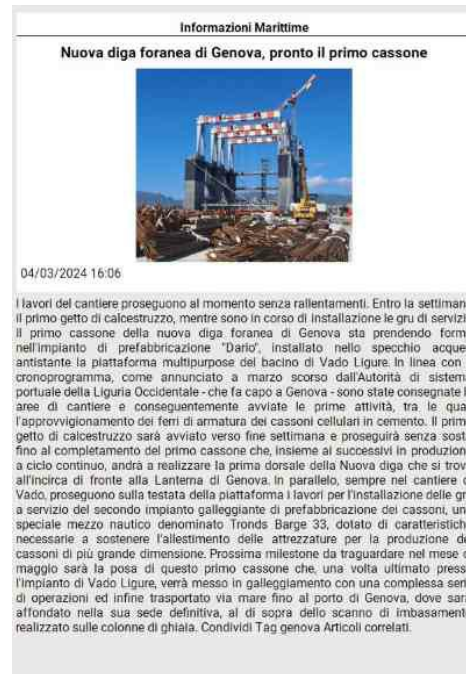 Informazioni Marittime
Nuova diga foranea di Genova, pronto il primo cassone
04/03/2024 16:06
I lavori del cantiere proseguono al momento senza rallentamenti. Entro la settiman
il primo getto di calcestruzzo, mentre sono in corso di installazione le gru di servizi
Il primo cassone della nuova diga foranea di Genova sta prendendo form
nell'impianto di prefabbricazione "Dario", installato nello specchio acque
antistante la piattaforma multipurpose del bacino di Vado Ligure. In linea con
cronoprogramma, come annunciato a marzo scorso dall'Autorità di sistem
portuale della Liguria Occidentale - che fa capo a Genova - sono state consegnate l
aree di cantiere e conseguentemente avviate le prime attività, tra le qua
l'approvvigionamento dei ferri di armatura dei cassoni cellulari in cemento. Il prim
getto di calcestruzzo sarà avviato verso fine settimana e proseguirà senza sost
fino al completamento del primo cassone che, insieme ai successivi in produzion
a ciclo continuo, andrà a realizzare la prima dorsale della Nuova diga che si trov
all'incirca di fronte alla Lanterna di Genova. In parallelo, sempre nel cantiere d
Vado, proseguono sulla testata della piattaforma i lavori per l'installazione delle gr
a servizio del secondo impianto galleggiante di prefabbricazione dei cassoni, un
speciale mezzo nautico denominato Tronds Barge 33, dotato di caratteristich
necessarie a sostenere l'allestimento delle attrezzature per la produzione de
cassoni di più grande dimensione. Prossima milestone da traguardare nel mese d
maggio sarà la posa di questo primo cassone che, una volta ultimato press
l'impianto di Vado Ligure, verrà messo in galleggiamento con una complessa seri
di operazioni ed infine trasportato via mare fino al porto di Genova, dove sar
affondato nella sua sede definitiva, al di sopra dello scanno di imbasament
realizzato sulle colonne di ghiaia. Condividi Tag genova Articoli correlati.